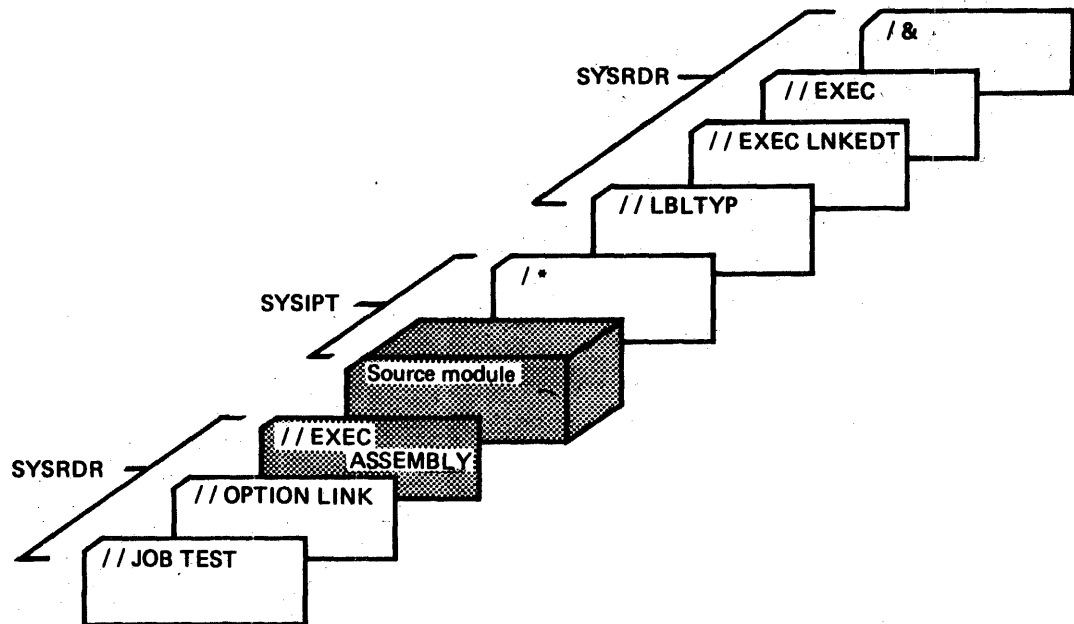 / &
SYSRDR
// EXEC
// EXEC LNKEDT
// LBLTYP
/ *
SYSIPT
Source module
// EXEC
ASSEMBLY
SYSRDR
// OPTION LINK
// JOB TEST